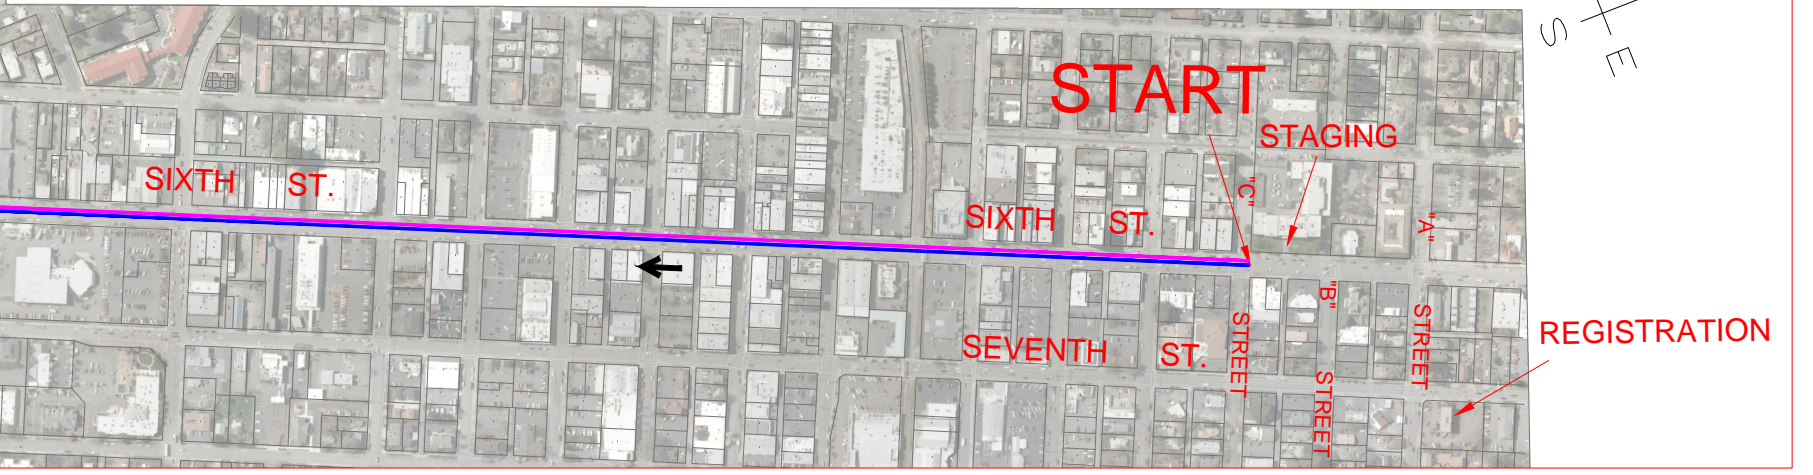 S
E
START
STAGING
SIXTH ST.
"C"
SIXTH ST.
"A"
"B"
STREET
STREET
SEVENTH ST.
STREET
REGISTRATION